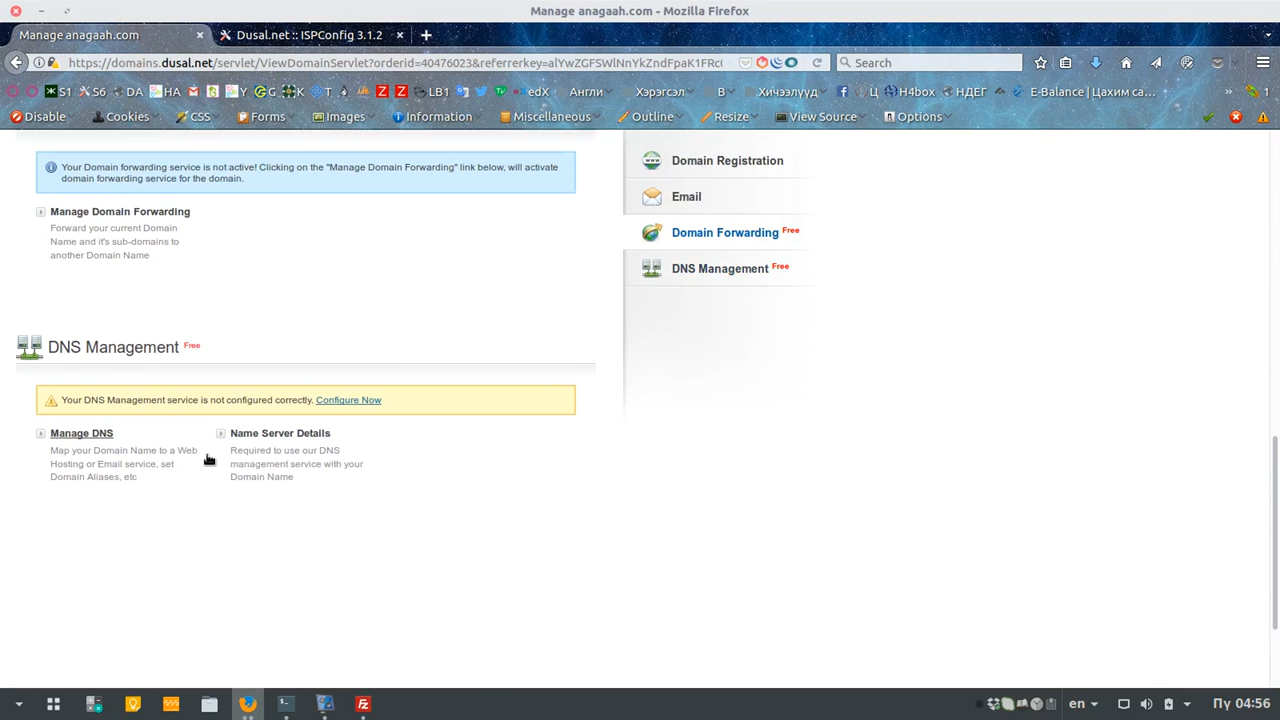 Manage anagaah.com - Mozilla Firefox
Manage anagaah.com
Dusal.net :: ISPConfig 3.1.2
https://domains.dusal.net/servlet/ViewDomainServlet?orderid=40476023&referrerkey=alYwZGFSWlNnYkZndFpaK1FRc
Search
S1 S6 DA HA Y G K T Z Z LB1 edX Англи Хэрэгсэл В Хичээлүүд Ц H4box НДЕГ E-Balance | Цахим са... » 1
Disable Cookies CSS Forms Images Information Miscellaneous Outline Resize View Source Options
Your Domain forwarding service is not active! Clicking on the "Manage Domain Forwarding" link below, will activate
domain forwarding service for the domain.
Manage Domain Forwarding
Forward your current Domain
Name and it's sub-domains to
another Domain Name
Domain Registration
Email
Domain Forwarding Free
DNS Management Free
DNS Management Free
Your DNS Management service is not configured correctly. Configure Now
Manage DNS
Map your Domain Name to a Web
Hosting or Email service, set
Domain Aliases, etc
Name Server Details
Required to use our DNS
management service with your
Domain Name
en
Пү 04:56